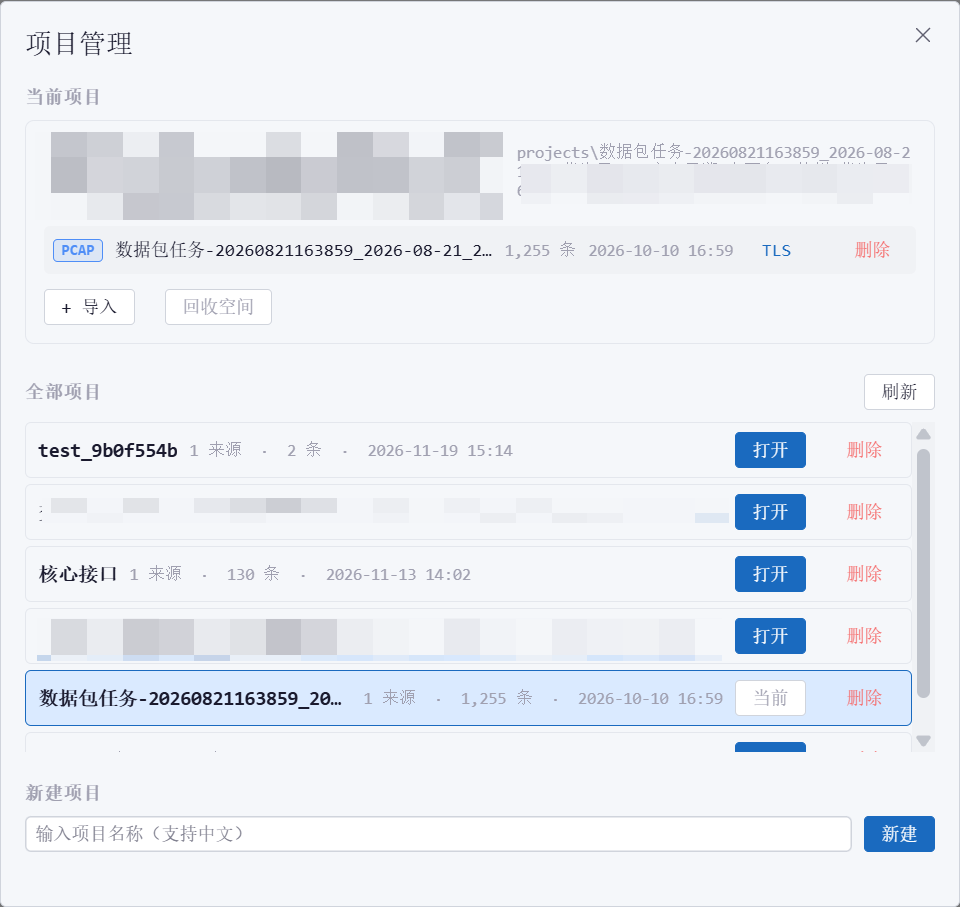 项目管理
当前项目
projects\数据包任务-20260821163859_2026-08-2
PCAP 数据包任务-20260821163859_2026-08-21_2… 1,255 条 2026-10-10 16:59 TLS 删除
+ 导入 回收空间
全部项目 刷新
test_9b0f554b 1 来源 · 2 条 · 2026-11-19 15:14 打开 删除
打开 删除
核心接口 1 来源 · 130 条 · 2026-11-13 14:02 打开 删除
打开 删除
数据包任务-20260821163859_20… 1 来源 · 1,255 条 · 2026-10-10 16:59 当前 删除
新建项目
输入项目名称（支持中文） 新建